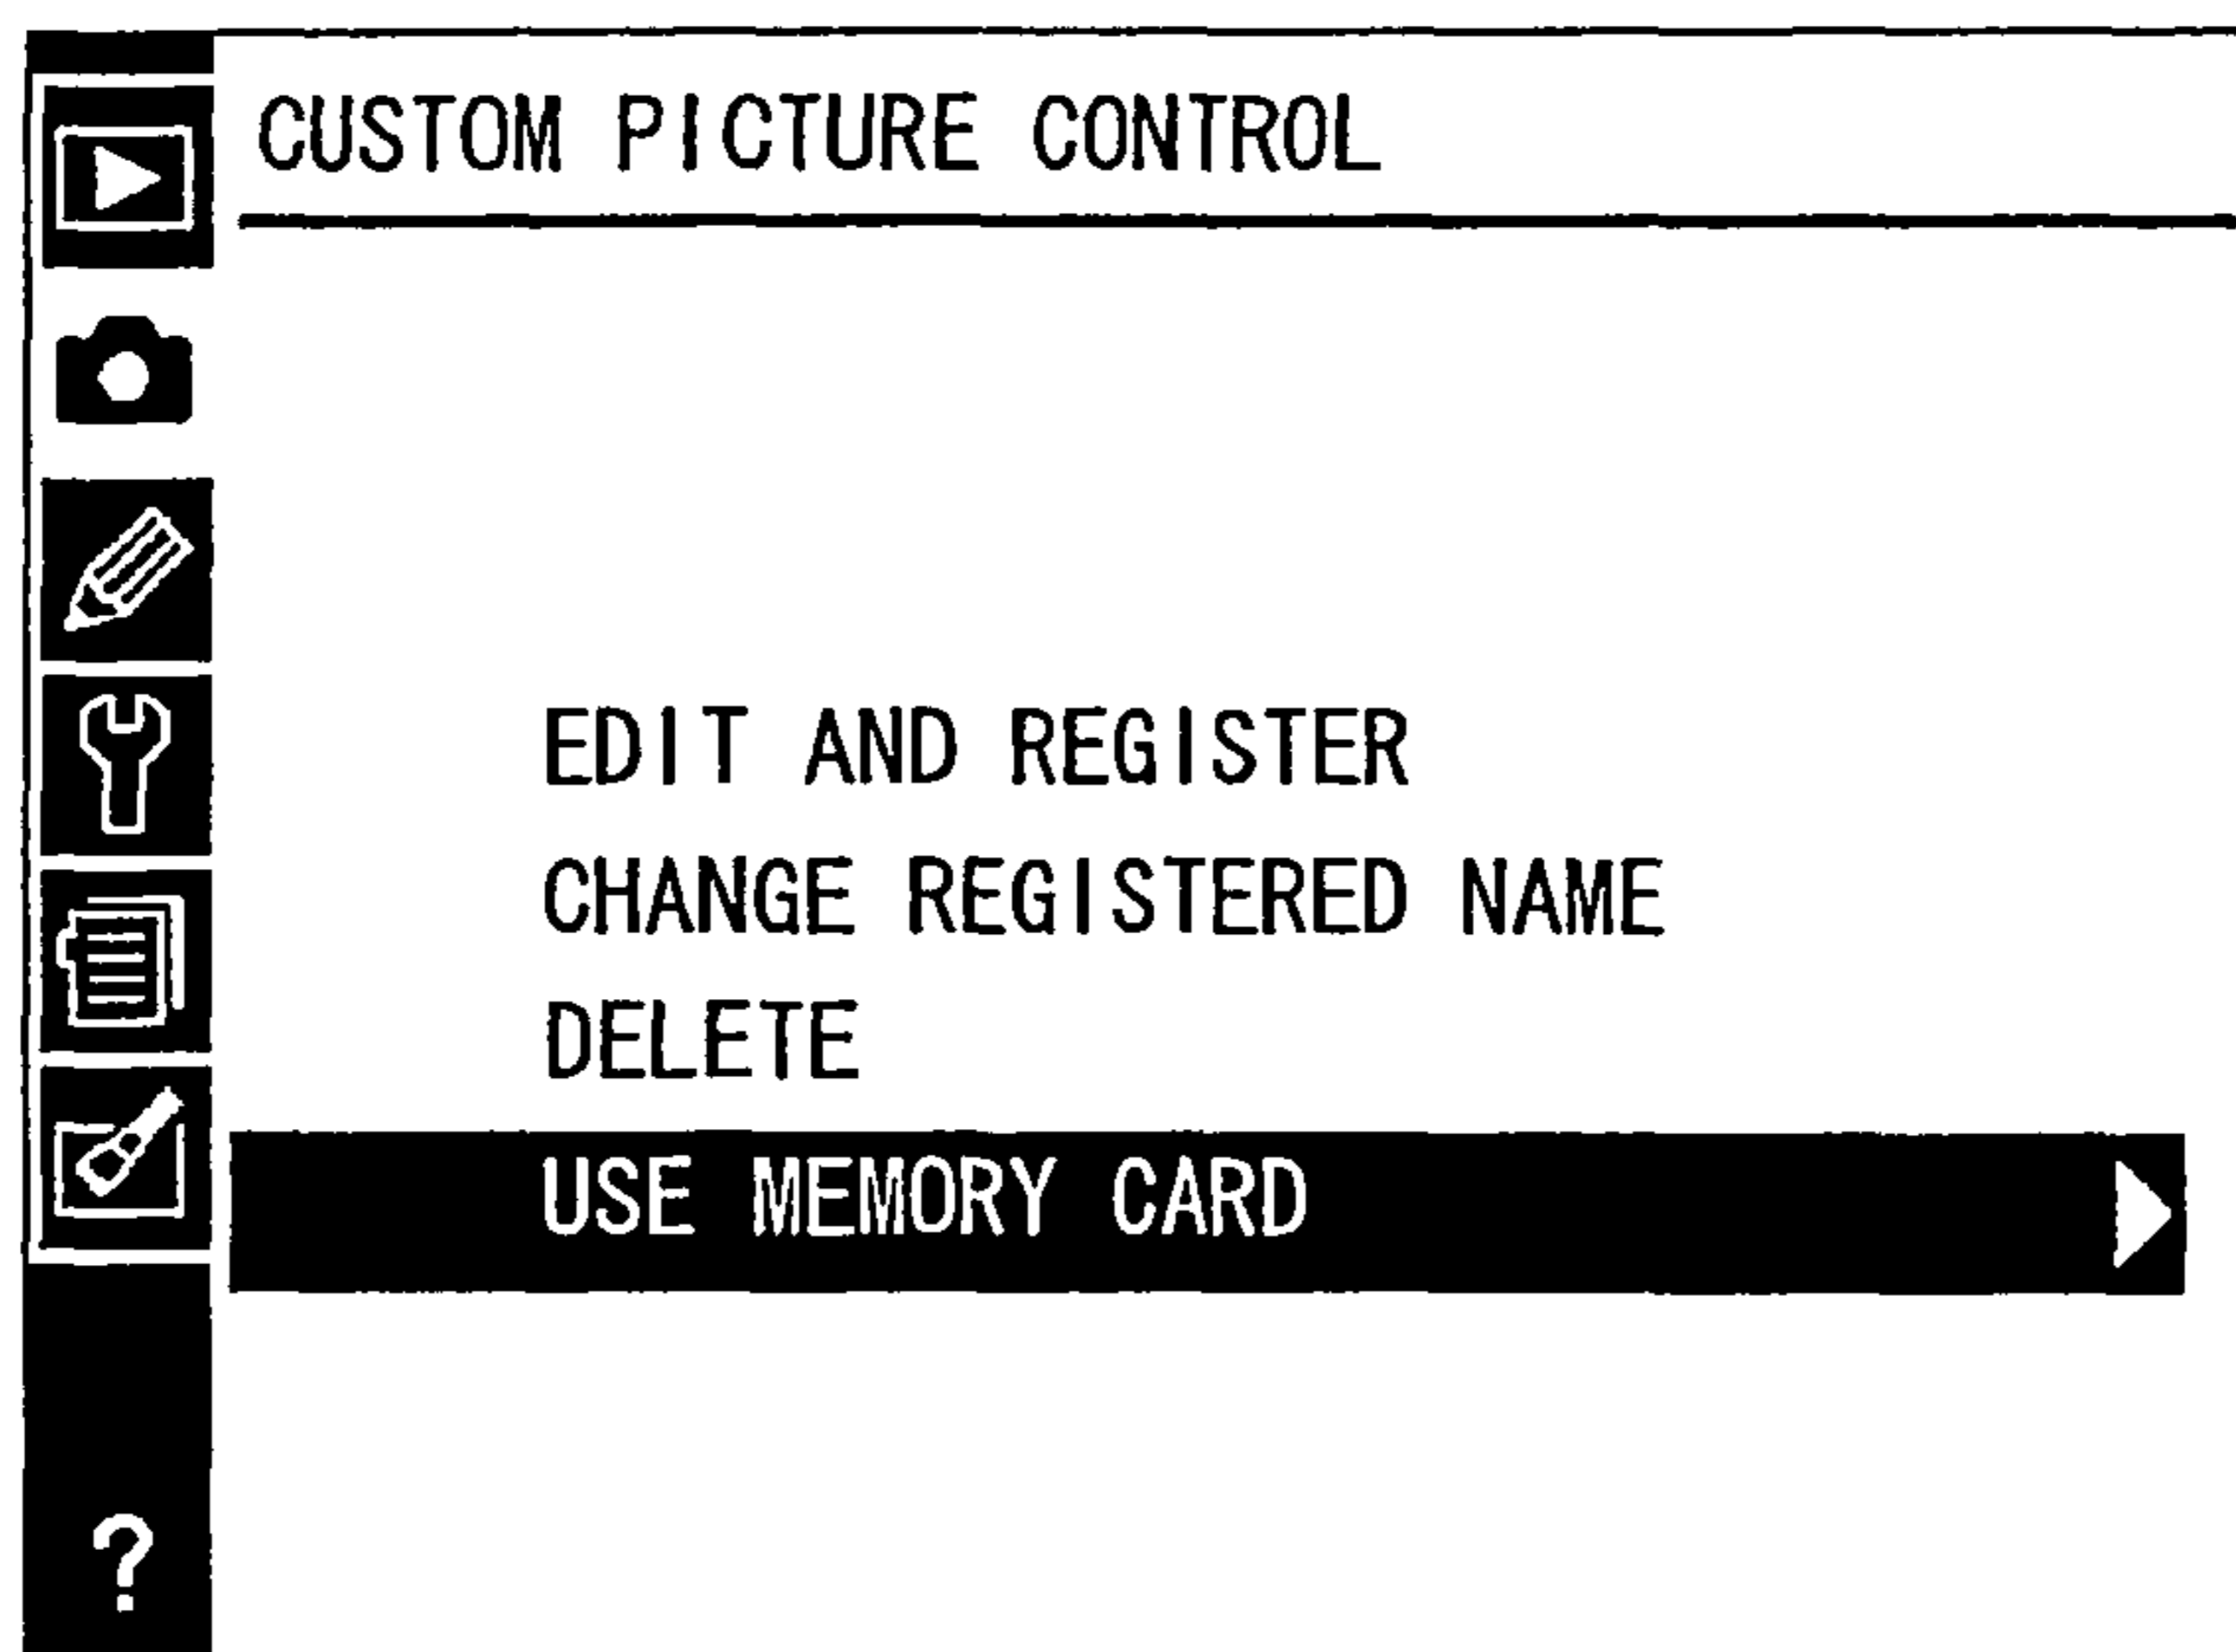 CUSTOM PICTURE CONTROL
EDIT AND REGISTER
CHANGE REGISTERED NAME
DELETE
USE MEMORY CARD
?